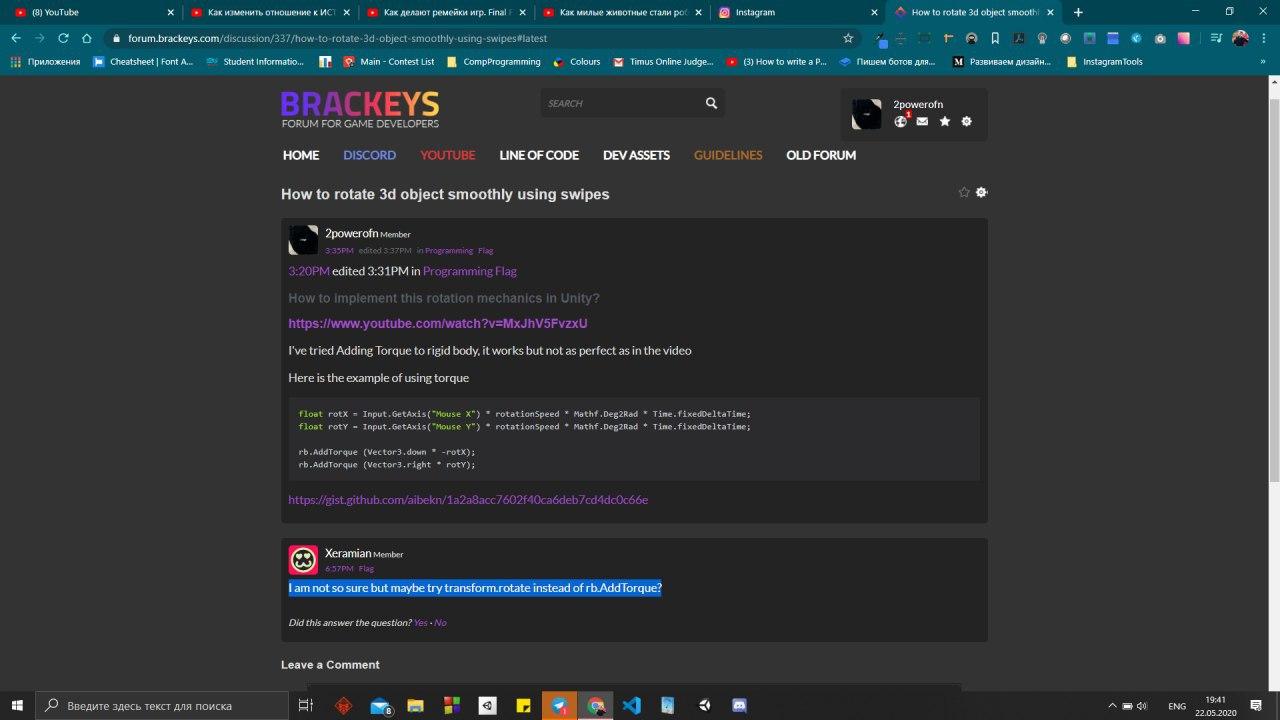 (8) YouTube
Как изменить отношение к ИСТ
Как делают ремейки игр. Final F
Как милые животные стали роб
Instagram
How to rotate 3d object smoothl
forum.brackeys.com/discussion/337/how-to-rotate-3d-object-smoothly-using-swipes#latest
Приложения
Cheatsheet | Font A...
Student Informatio...
Main - Contest List
CompProgramming
Colours
Timus Online Judge...
(3) How to write a P...
Пишем ботов для...
Развиваем дизайн...
InstagramTools
»
BRACKEYS
FORUM FOR GAME DEVELOPERS
SEARCH
2powerofn
1
HOME DISCORD YOUTUBE LINE OF CODE DEV ASSETS GUIDELINES OLD FORUM
How to rotate 3d object smoothly using swipes
2powerofn Member
3:35PM edited 3:37PM in Programming Flag
3:20PM edited 3:31PM in Programming Flag
How to implement this rotation mechanics in Unity?
https://www.youtube.com/watch?v=MxJhV5FvzxU
I've tried Adding Torque to rigid body, it works but not as perfect as in the video
Here is the example of using torque
float rotX = Input.GetAxis("Mouse X") * rotationSpeed * Mathf.Deg2Rad * Time.fixedDeltaTime;
float rotY = Input.GetAxis("Mouse Y") * rotationSpeed * Mathf.Deg2Rad * Time.fixedDeltaTime;
rb.AddTorque (Vector3.down * -rotX);
rb.AddTorque (Vector3.right * rotY);
https://gist.github.com/aibekn/1a2a8acc7602f40ca6deb7cd4dc0c66e
Xeramian Member
6:57PM Flag
I am not so sure but maybe try transform.rotate instead of rb.AddTorque?
Did this answer the question? Yes · No
Leave a Comment
Введите здесь текст для поиска
8
1
ENG
19:41
22.05.2020